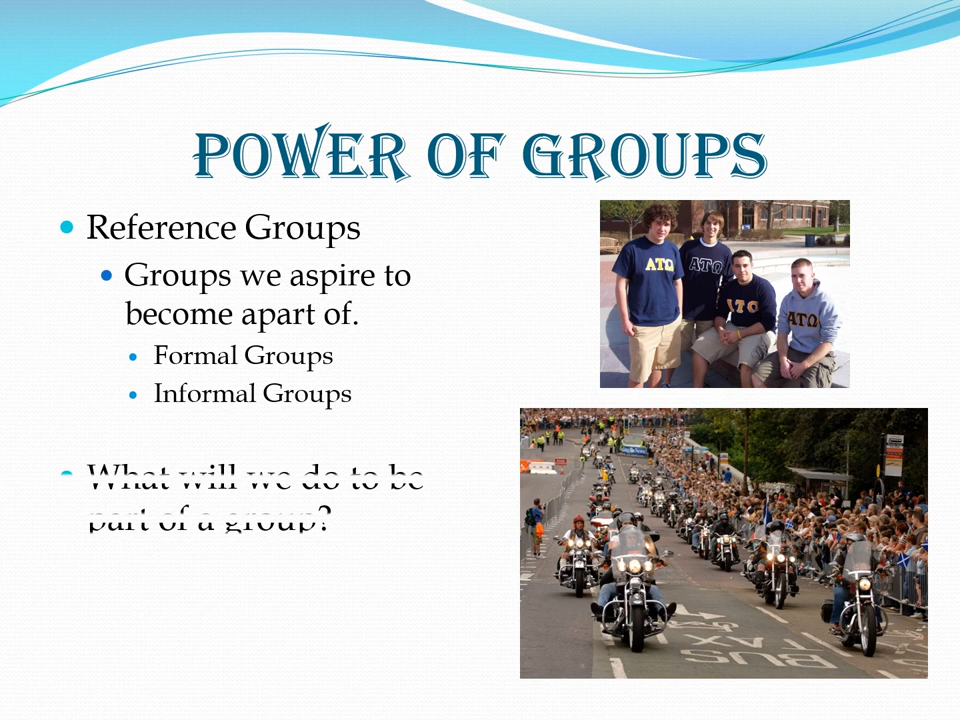 Power of Groups
Reference Groups
Groups we aspire to
become apart of.
Formal Groups
Informal Groups
What will we do to be
part of a group?
ΑΤΩ
ΑΤΩ
ΑΤΩ
ΑΤΩ
BUS